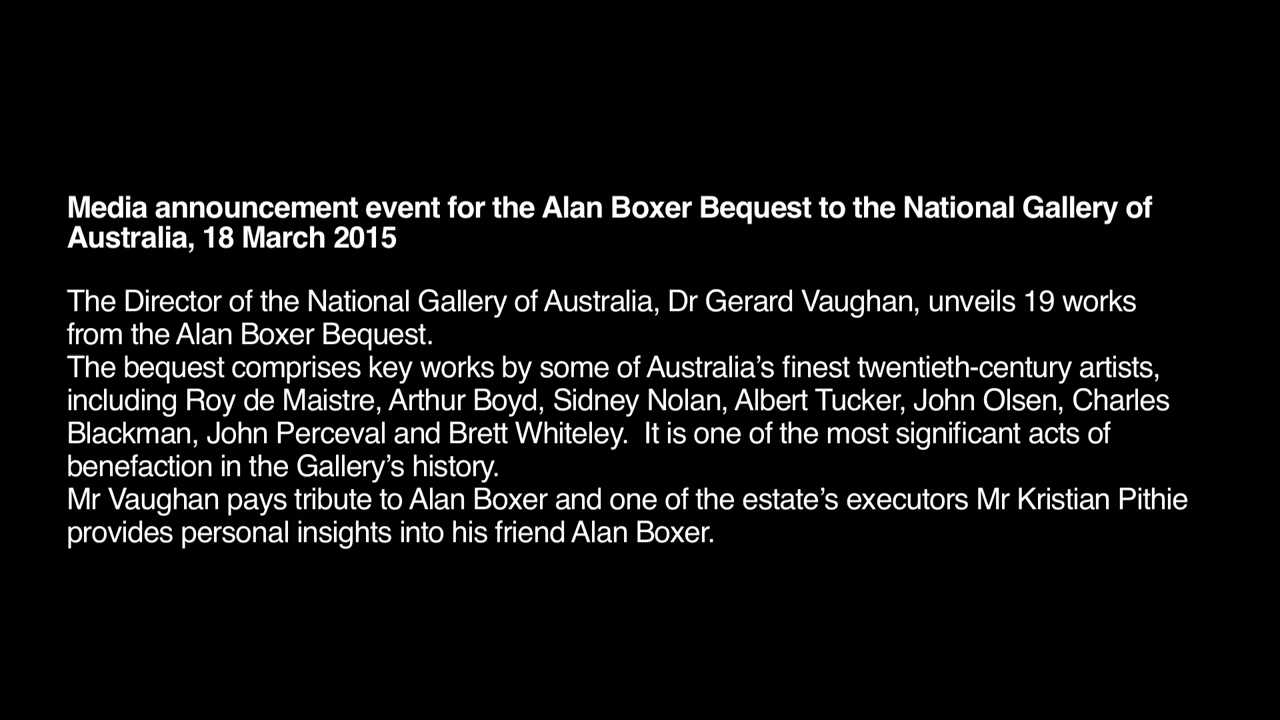 Media announcement event for the Alan Boxer Bequest to the National Gallery of
Australia, 18 March 2015
The Director of the National Gallery of Australia, Dr Gerard Vaughan, unveils 19 works
from the Alan Boxer Bequest.
The bequest comprises key works by some of Australia’s finest twentieth-century artists,
including Roy de Maistre, Arthur Boyd, Sidney Nolan, Albert Tucker, John Olsen, Charles
Blackman, John Perceval and Brett Whiteley.  It is one of the most significant acts of
benefaction in the Gallery’s history.
Mr Vaughan pays tribute to Alan Boxer and one of the estate’s executors Mr Kristian Pithie
provides personal insights into his friend Alan Boxer.